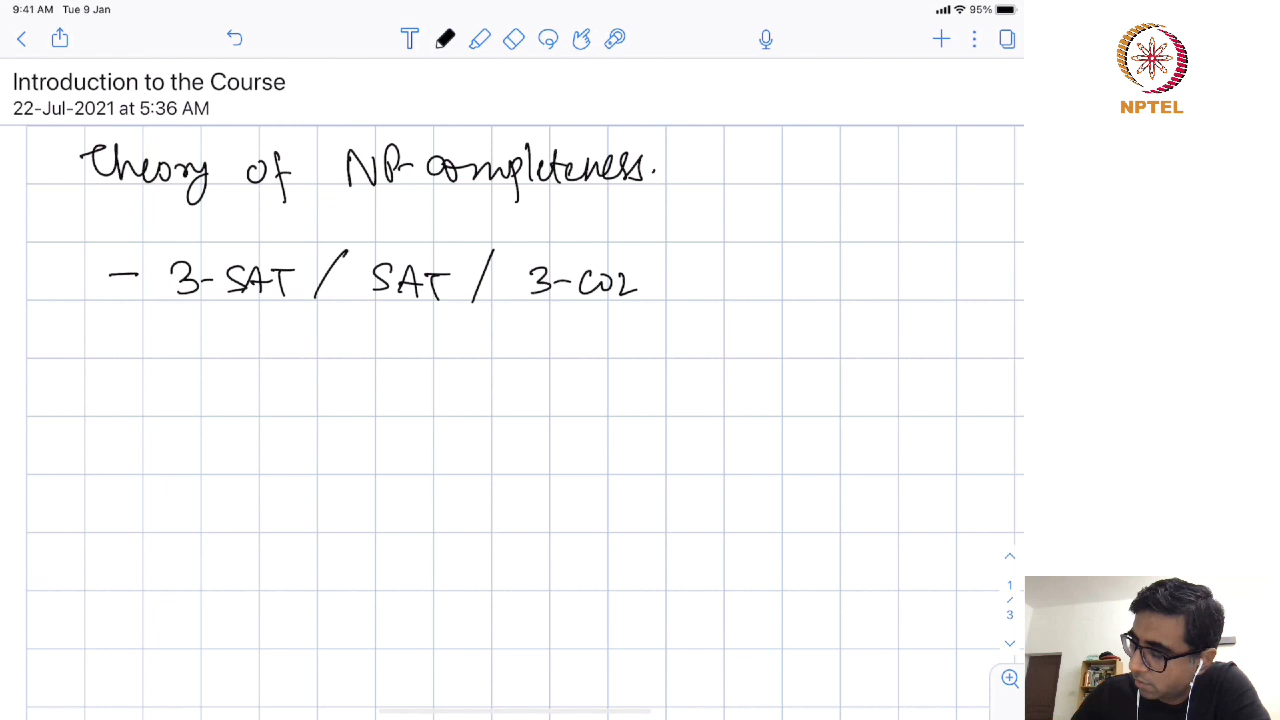 9:41 AM Tue 9 Jan 95%
Introduction to the Course
22-Jul-2021 at 5:36 AM
Theory of NP-completeness.
- 3-SAT / SAT / 3-COL
1
/
3
NPTEL